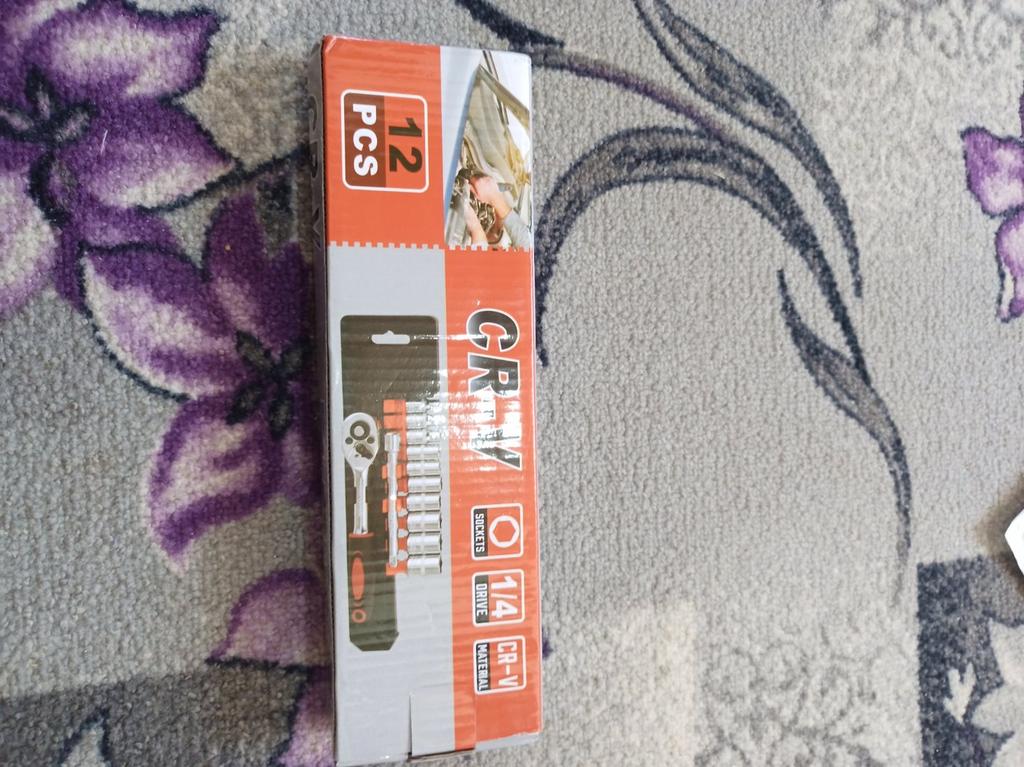 12
PCS
CR-V
SOCKETS
1/4
DRIVE
CR-V
MATERIAL